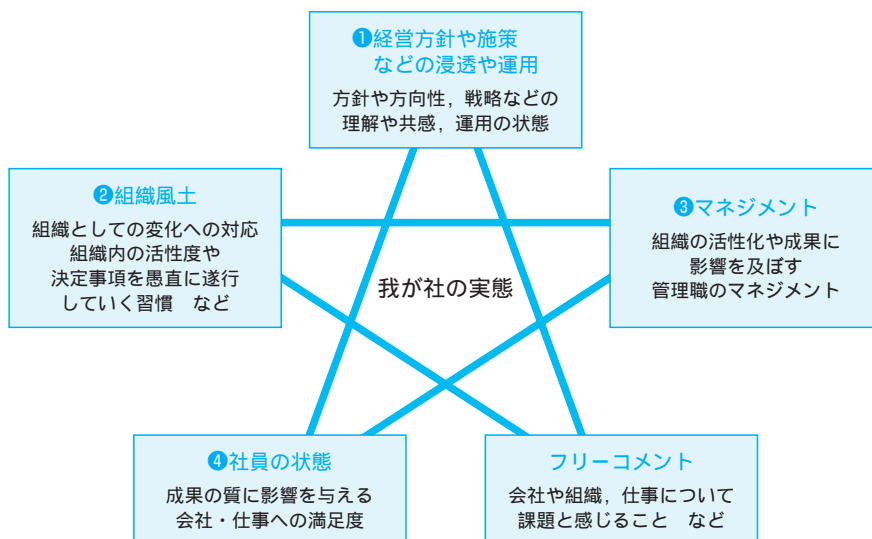 ❶経営方針や施策
などの浸透や運用
方針や方向性，戦略などの
理解や共感，運用の状態
❷組織風土
組織としての変化への対応
組織内の活性度や
決定事項を愚直に遂行
していく習慣　など
❸マネジメント
組織の活性化や成果に
影響を及ぼす
管理職のマネジメント
我が社の実態
❹社員の状態
成果の質に影響を与える
会社・仕事への満足度
フリーコメント
会社や組織，仕事について
課題と感じること　など